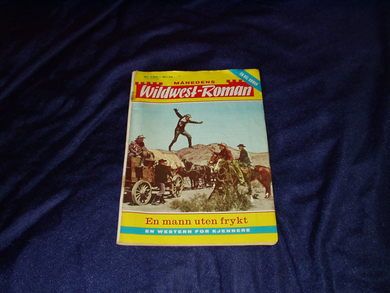 MÅNEDENS
Wildwest-Roman
En mann uten frykt
EN WESTERN FOR KJENNERE